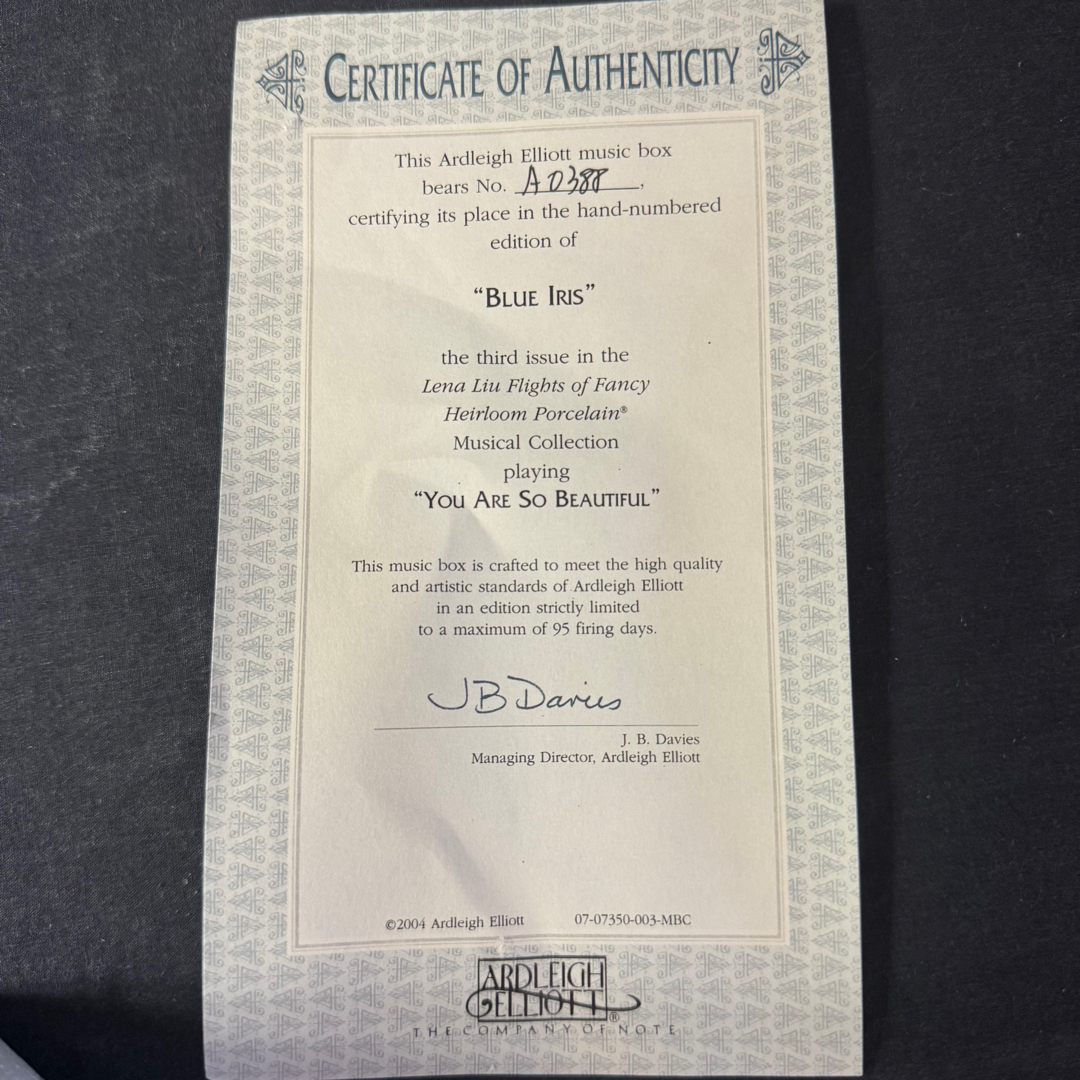 CERTIFICATE OF AUTHENTICITY
This Ardleigh Elliott music box
bears No. A0388,
certifying its place in the hand-numbered
edition of
“BLUE IRIS”
the third issue in the
Lena Liu Flights of Fancy
Heirloom Porcelain®
Musical Collection
playing
“YOU ARE SO BEAUTIFUL”
This music box is crafted to meet the high quality
and artistic standards of Ardleigh Elliott
in an edition strictly limited
to a maximum of 95 firing days.
JB Davies
J. B. Davies
Managing Director, Ardleigh Elliott
©2004 Ardleigh Elliott 07-07350-003-MBC
ARDLEIGH
ELLIOTT®
THE COMPANY OF NOTE